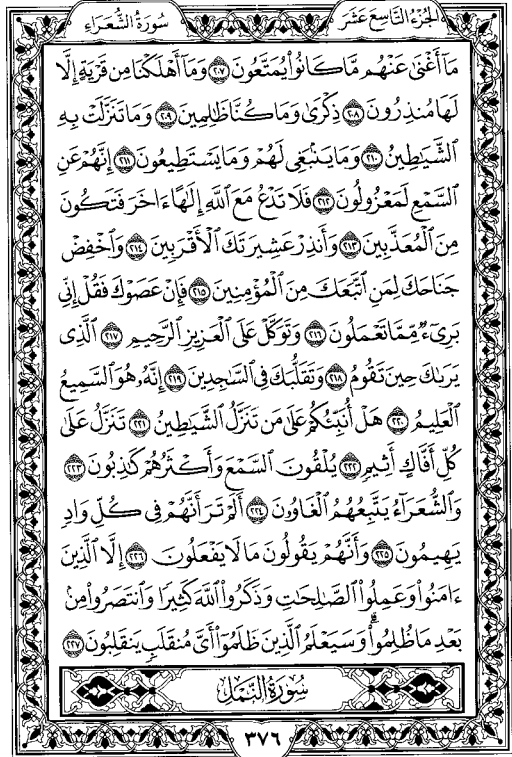 الجزء التاسع عشر
سورة الشعراء
مَآ أَغْنَىٰ عَنْهُم مَّا كَانُوا۟ يُمَتَّعُونَ ٢٠٧ وَمَآ أَهْلَكْنَا مِن قَرْيَةٍ إِلَّا
لَهَا مُنذِرُونَ ٢٠٨ ذِكْرَىٰ وَمَا كُنَّا ظَٰلِمِينَ ٢٠٩ وَمَا تَنَزَّلَتْ بِهِ
ٱلشَّيَٰطِينُ ٢١٠ وَمَا يَنۢبَغِى لَهُمْ وَمَا يَسْتَطِيعُونَ ٢١١ إِنَّهُمْ عَنِ
ٱلسَّمْعِ لَمَعْزُولُونَ ٢١٢ فَلَا تَدْعُ مَعَ ٱللَّهِ إِلَٰهًا ءَاخَرَ فَتَكُونَ
مِنَ ٱلْمُعَذَّبِينَ ٢١٣ وَأَنذِرْ عَشِيرَتَكَ ٱلْأَقْرَبِينَ ٢١٤ وَٱخْفِضْ
جَنَاحَكَ لِمَنِ ٱتَّبَعَكَ مِنَ ٱلْمُؤْمِنِينَ ٢١٥ فَإِنْ عَصَوْكَ فَقُلْ إِنِّى
بَرِىٓءٌ مِّمَّا تَعْمَلُونَ ٢١٦ وَتَوَكَّلْ عَلَى ٱلْعَزِيزِ ٱلرَّحِيمِ ٢١٧ ٱلَّذِى
يَرَىٰكَ حِينَ تَقُومُ ٢١٨ وَتَقَلُّبَكَ فِى ٱلسَّٰجِدِينَ ٢١٩ إِنَّهُۥ هُوَ ٱلسَّمِيعُ
ٱلْعَلِيمُ ٢٢٠ هَلْ أُنَبِّئُكُمْ عَلَىٰ مَن تَنَزَّلُ ٱلشَّيَٰطِينُ ٢٢١ تَنَزَّلُ عَلَىٰ
كُلِّ أَفَّاكٍ أَثِيمٍ ٢٢٢ يُلْقُونَ ٱلسَّمْعَ وَأَكْثَرُهُمْ كَٰذِبُونَ ٢٢٣
وَٱلشُّعَرَآءُ يَتَّبِعُهُمُ ٱلْغَاوُۥنَ ٢٢٤ أَلَمْ تَرَ أَنَّهُمْ فِى كُلِّ وَادٍ
يَهِيمُونَ ٢٢٥ وَأَنَّهُمْ يَقُولُونَ مَا لَا يَفْعَلُونَ ٢٢٦ إِلَّا ٱلَّذِينَ
ءَامَنُوا۟ وَعَمِلُوا۟ ٱلصَّٰلِحَٰتِ وَذَكَرُوا۟ ٱللَّهَ كَثِيرًا وَٱنتَصَرُوا۟ مِنۢ
بَعْدِ مَا ظُلِمُوا۟ ۗ وَسَيَعْلَمُ ٱلَّذِينَ ظَلَمُوٓا۟ أَىَّ مُنقَلَبٍ يَنقَلِبُونَ ٢٢٧
سورة النمل
٣٧٦